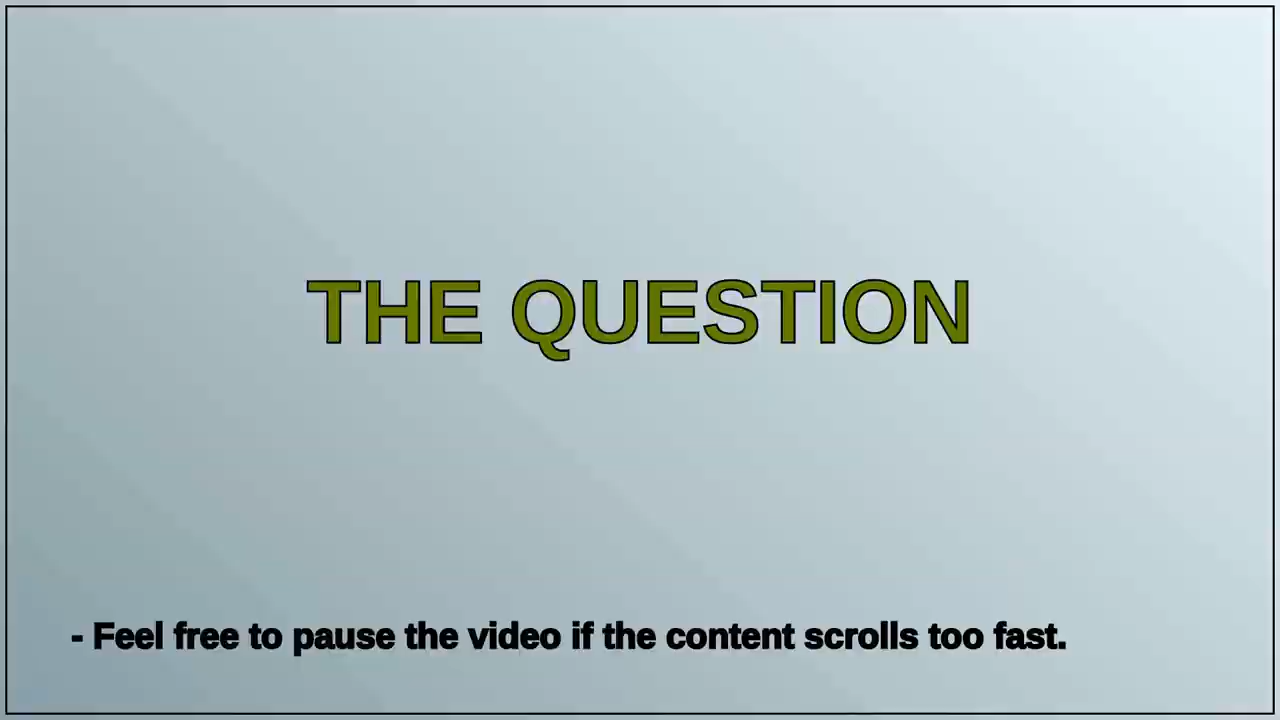 THE QUESTION
- Feel free to pause the video if the content scrolls too fast.